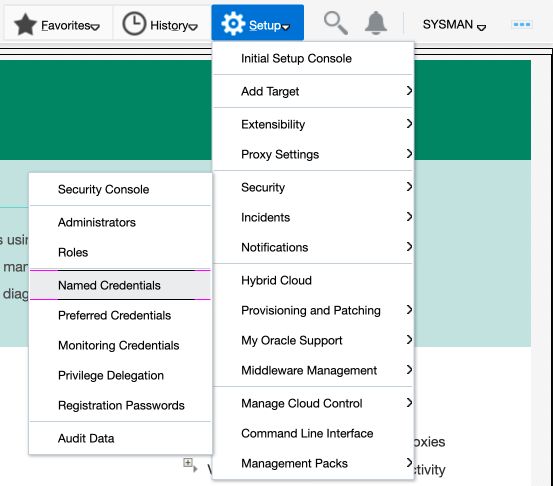 Favorites
History
Setup
SYSMAN
Initial Setup Console
Add Target
Extensibility
Proxy Settings
Security
Incidents
Notifications
Hybrid Cloud
Provisioning and Patching
My Oracle Support
Middleware Management
Manage Cloud Control
Command Line Interface
Management Packs
Security Console
Administrators
Roles
Named Credentials
Preferred Credentials
Monitoring Credentials
Privilege Delegation
Registration Passwords
Audit Data
s usin
mar
diag
oxies
tivity